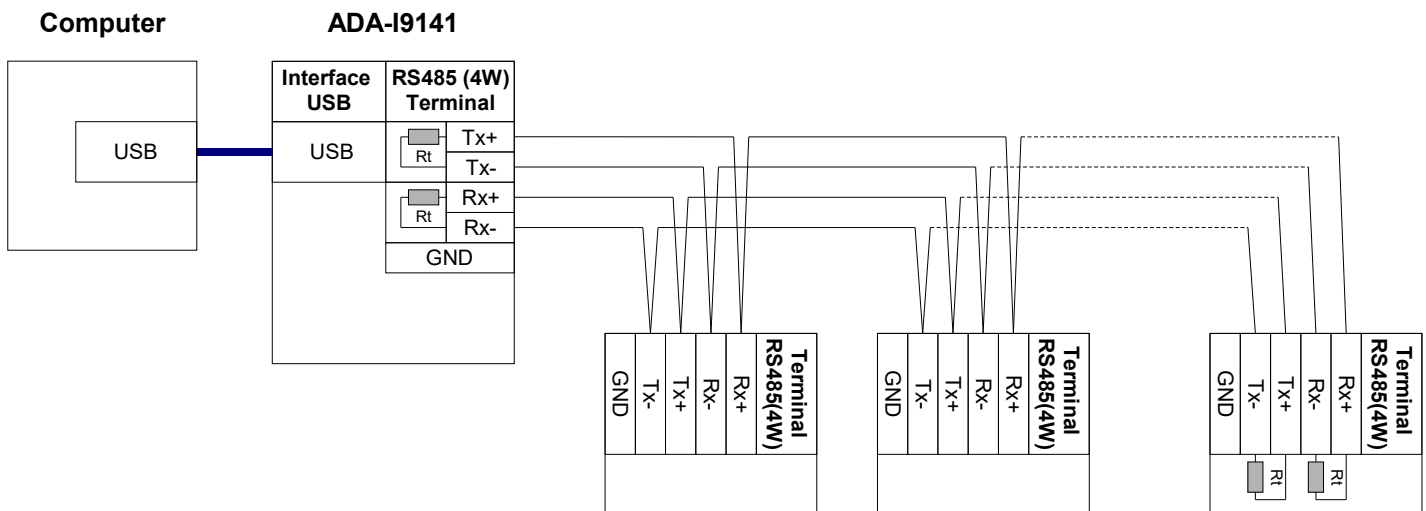 Computer
ADA-I9141
Interface
USB
RS485 (4W)
Terminal
USB
USB
Rt
Tx+
Tx-
Rt
Rx+
Rx-
GND
GND
Tx-
Tx+
Rx-
Rx+
Terminal
RS485(4W)
GND
Tx-
Tx+
Rx-
Rx+
Terminal
RS485(4W)
GND
Tx-
Tx+
Rx-
Rx+
Terminal
RS485(4W)
Rt
Rt